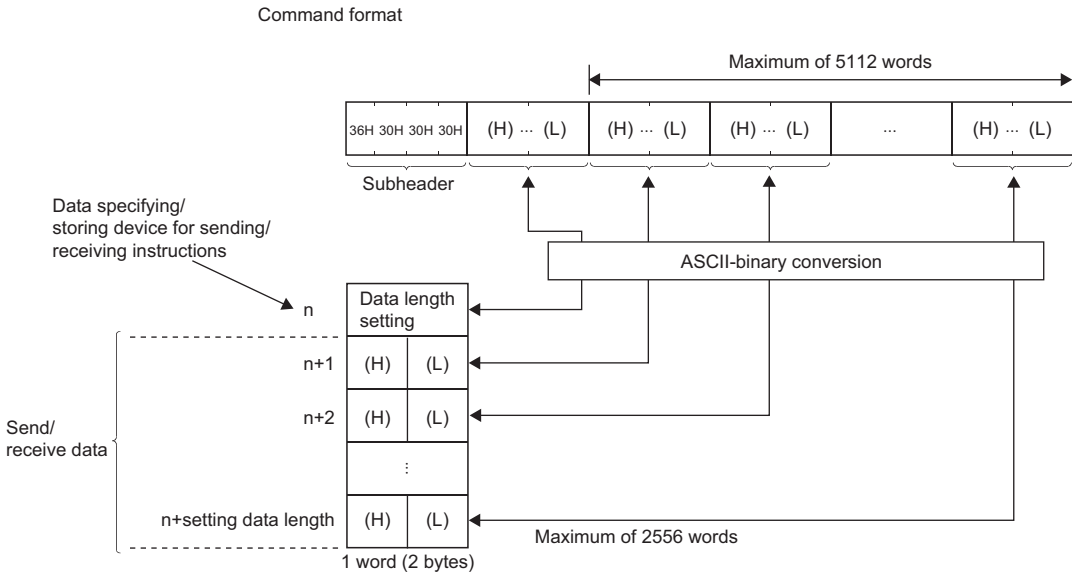 Command format
Maximum of 5112 words
36H 30H 30H 30H (H) ··· (L) (H) ··· (L) (H) ··· (L) ··· (H) ··· (L)
Subheader
Data specifying/
storing device for sending/
receiving instructions
ASCII-binary conversion
n Data length
setting
n+1 (H) (L)
n+2 (H) (L)
Send/
receive data
⋮
n+setting data length (H) (L)
Maximum of 2556 words
1 word (2 bytes)